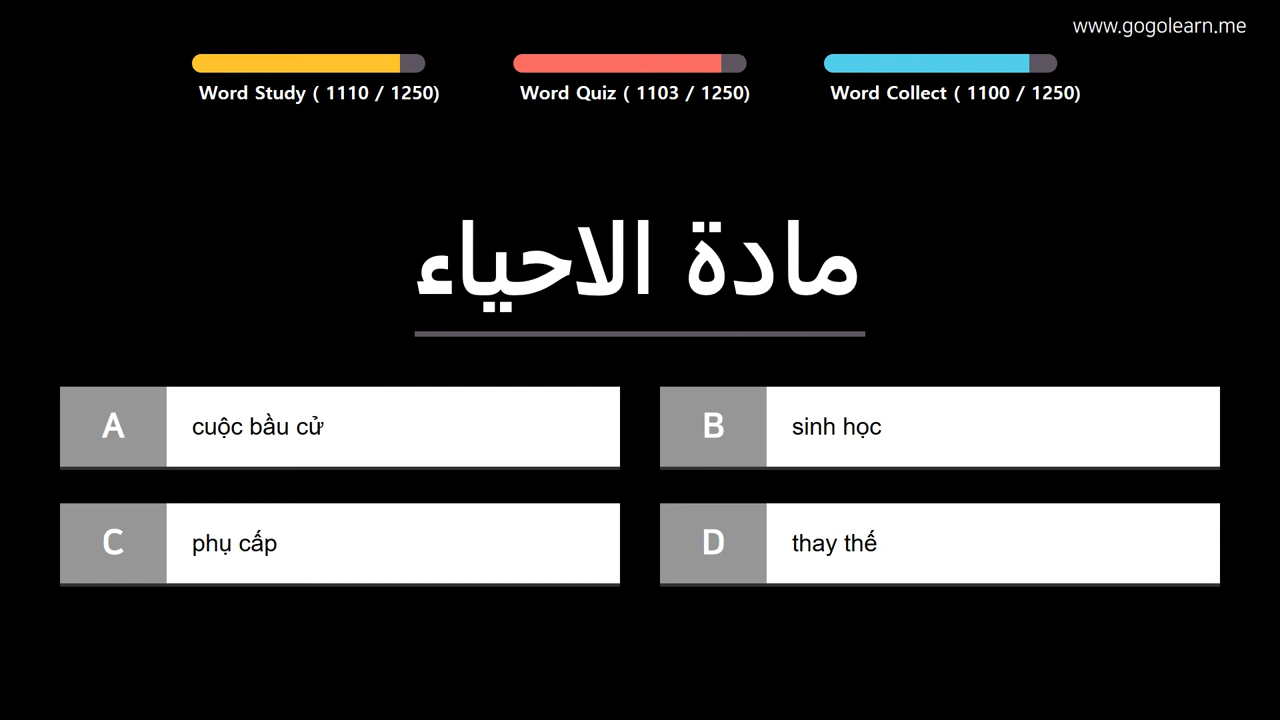 www.gogolearn.me
Word Study ( 1110 / 1250)
Word Quiz ( 1103 / 1250)
Word Collect ( 1100 / 1250)
مادة الاحياء
A
cuộc bầu cử
B
sinh học
C
phụ cấp
D
thay thế